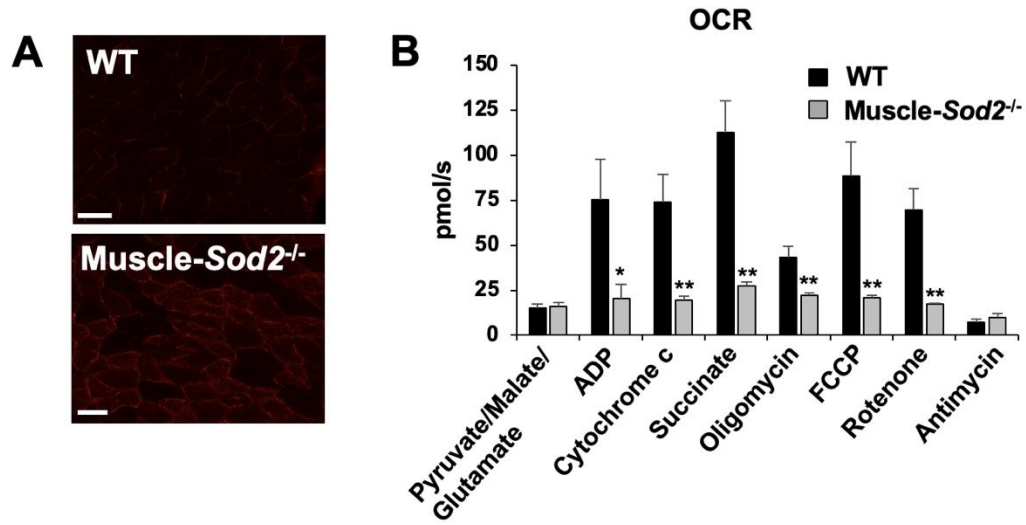 A
WT
Muscle-Sod2-/-
B
OCR
WT
Muscle-Sod2-/-
pmol/s
150
125
100
75
50
25
0
*
**
**
**
**
**
Pyruvate/Malate/
Glutamate
ADP
Cytochrome c
Succinate
Oligomycin
FCCP
Rotenone
Antimycin